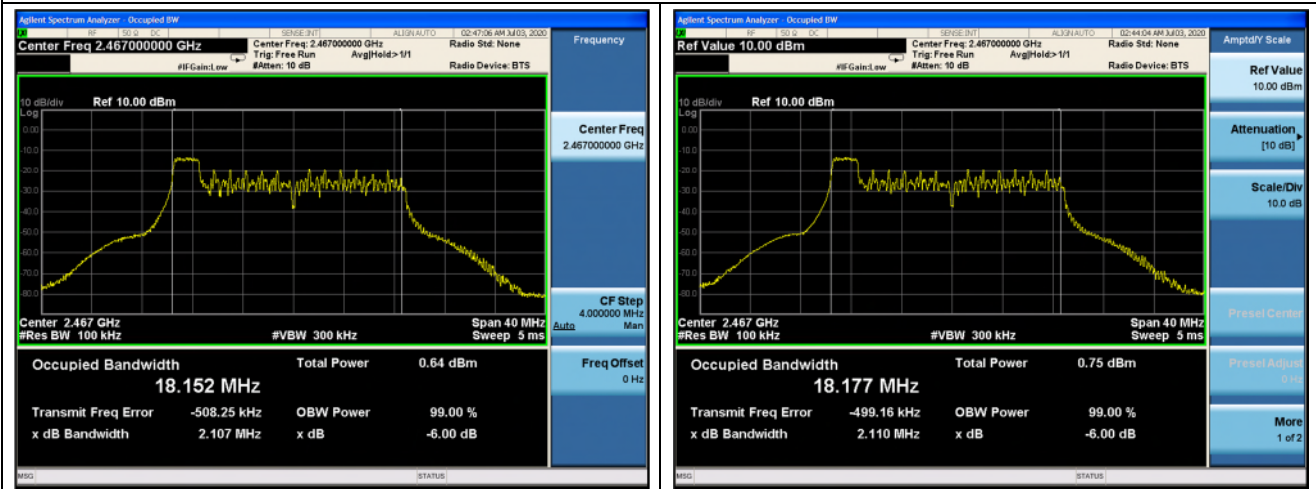 Agilent Spectrum Analyzer - Occupied BW
RF 50 Ω DC SENSE:INT ALIGN AUTO 02:47:06 AM Jul 03, 2020
Center Freq 2.467000000 GHz
Center Freq: 2.467000000 GHz
Radio Std: None
Trig: Free Run Avg|Hold:>1/1
#IFGain:Low
#Atten: 10 dB
Radio Device: BTS
10 dB/div Ref 10.00 dBm
Log
0.00
-10.0
-20.0
-30.0
-40.0
-50.0
-60.0
-70.0
-80.0
Center 2.467 GHz
Span 40 MHz
#Res BW 100 kHz
#VBW 300 kHz
Sweep 5 ms
Occupied Bandwidth
Total Power 0.64 dBm
18.152 MHz
Transmit Freq Error -508.25 kHz OBW Power 99.00 %
x dB Bandwidth 2.107 MHz x dB -6.00 dB
MSG STATUS
Frequency
Center Freq
2.467000000 GHz
CF Step
4.000000 MHz
Auto Man
Freq Offset
0 Hz
Agilent Spectrum Analyzer - Occupied BW
RF 50 Ω DC SENSE:INT ALIGN AUTO 02:44:04 AM Jul 03, 2020
Ref Value 10.00 dBm
Center Freq: 2.467000000 GHz
Radio Std: None
Trig: Free Run Avg|Hold:>1/1
#IFGain:Low
#Atten: 10 dB
Radio Device: BTS
10 dB/div Ref 10.00 dBm
Log
0.00
-10.0
-20.0
-30.0
-40.0
-50.0
-60.0
-70.0
-80.0
Center 2.467 GHz
Span 40 MHz
#Res BW 100 kHz
#VBW 300 kHz
Sweep 5 ms
Occupied Bandwidth
Total Power 0.75 dBm
18.177 MHz
Transmit Freq Error -499.16 kHz OBW Power 99.00 %
x dB Bandwidth 2.110 MHz x dB -6.00 dB
MSG STATUS
Amptd/Y Scale
Ref Value
10.00 dBm
Attenuation
[10 dB]
Scale/Div
10.0 dB
Presel Center
Presel Adjust
0 Hz
More
1 of 2